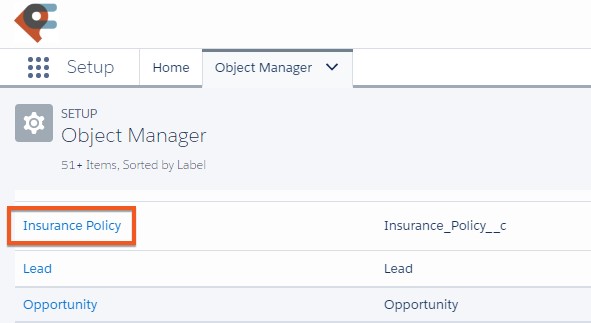 Setup Home Object Manager
SETUP
Object Manager
51+ Items, Sorted by Label
Insurance Policy Insurance_Policy__c
Lead Lead
Opportunity Opportunity